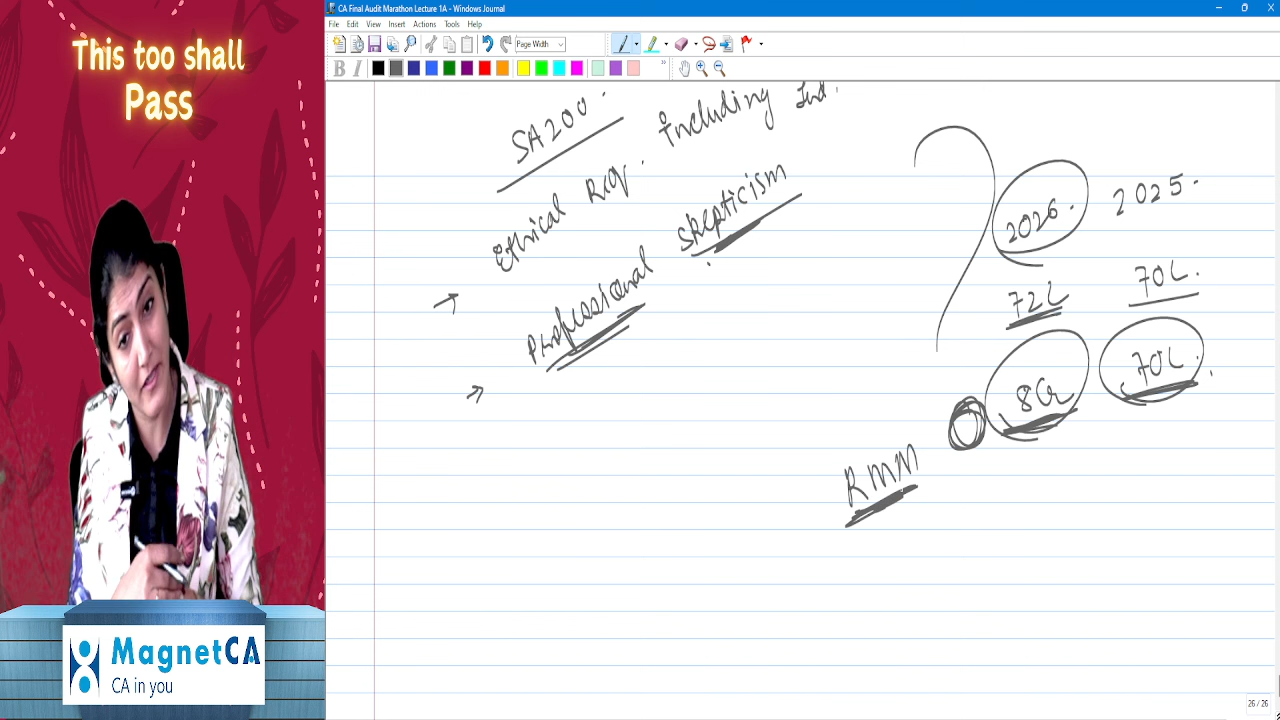 This too shall
Pass
MagnetCA
CA in you
CA Final Audit Marathon Lecture 1A - Windows Journal
File Edit View Insert Actions Tools Help
Page Width
B I
SA200.
Ethical Req. Including Ind.
→ Professional Skepticism
→
2026. 2025.
72L 70L.
8Cr 70L.
RMM
26 / 26